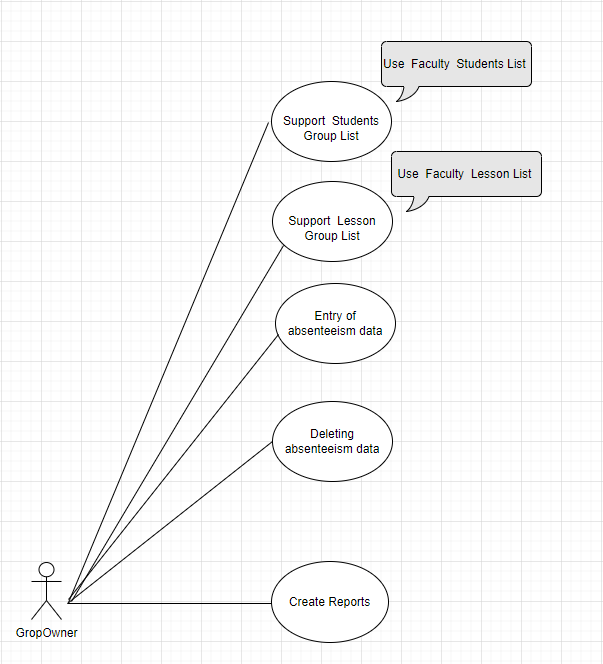 Use Faculty Students List
Support Students
Group List
Use Faculty Lesson List
Support Lesson
Group List
Entry of
absenteeism data
Deleting
absenteeism data
Create Reports
GropOwner